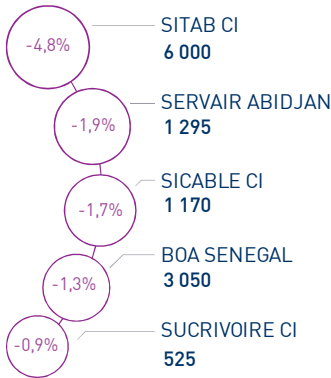 -4,8%
SITAB CI
6 000
-1,9%
SERVAIR ABIDJAN
1 295
-1,7%
SICABLE CI
1 170
-1,3%
BOA SENEGAL
3 050
-0,9%
SUCRIVOIRE CI
525